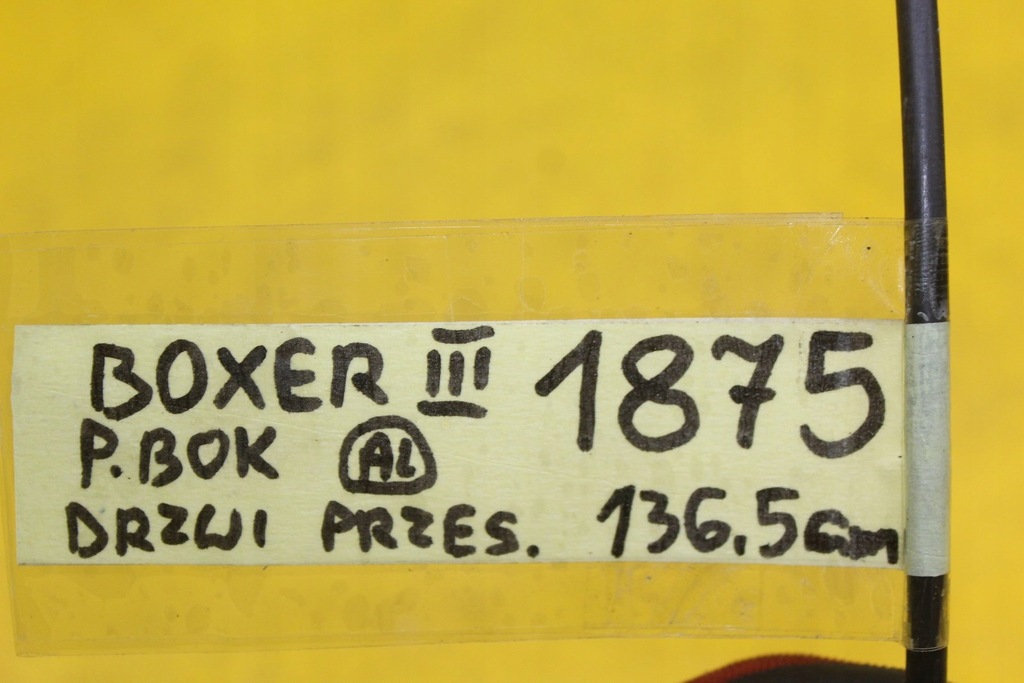 BOXER III 1875
P.BOK AL
DRZWI PRZES. 136.5cm